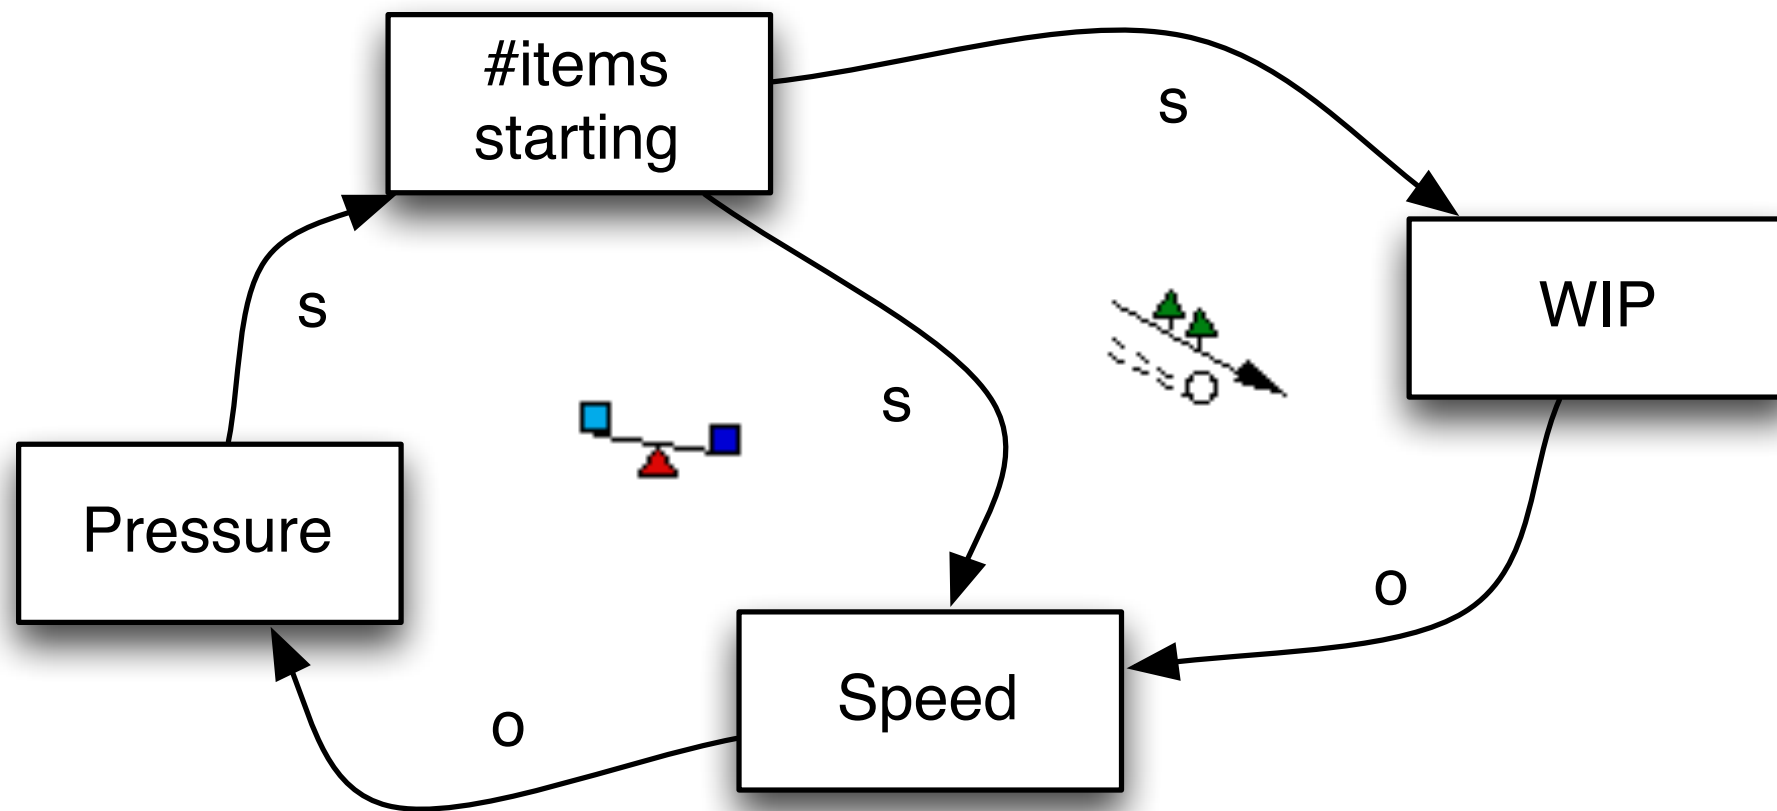 #items
starting
s
WIP
s
s
Pressure
o
Speed
o